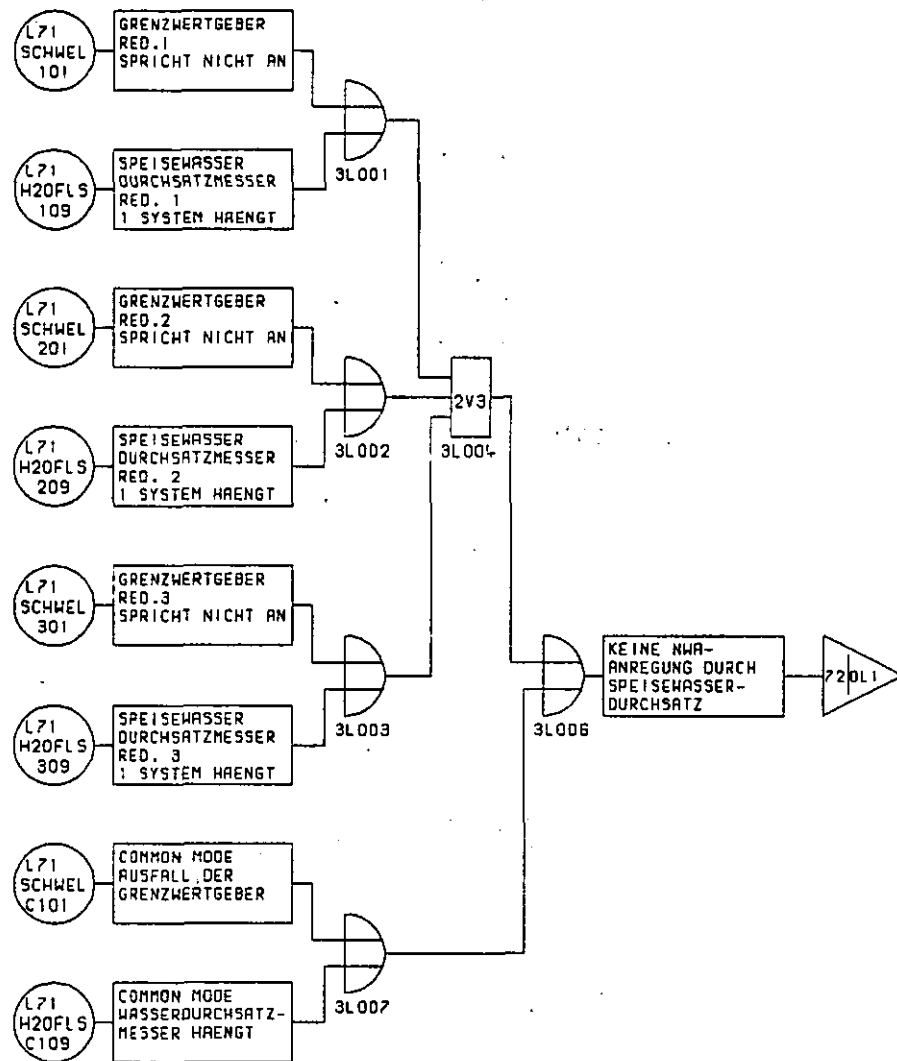 L71
SCHWEL
101
GRENZWERTGEBER
RED.1
SPRICHT NICHT AN
3L001
L71
H2OFLS
109
SPEISEWASSER
DURCHSATZMESSER
RED. 1
1 SYSTEM HAENGT
L71
SCHWEL
201
GRENZWERTGEBER
RED.2
SPRICHT NICHT AN
3L002
2V3
3L004
L71
H2OFLS
209
SPEISEWASSER
DURCHSATZMESSER
RED. 2
1 SYSTEM HAENGT
L71
SCHWEL
301
GRENZWERTGEBER
RED.3
SPRICHT NICHT AN
3L003
L71
H2OFLS
309
SPEISEWASSER
DURCHSATZMESSER
RED. 3
1 SYSTEM HAENGT
3L006
KEINE NWA-
ANREGUNG DURCH
SPEISEWASSER-
DURCHSATZ
72|0L1
L71
SCHWEL
C101
COMMON MODE
AUSFALL DER
GRENZWERTGEBER
3L007
L71
H2OFLS
C109
COMMON MODE
WASSERDURCHSATZ-
MESSER HAENGT